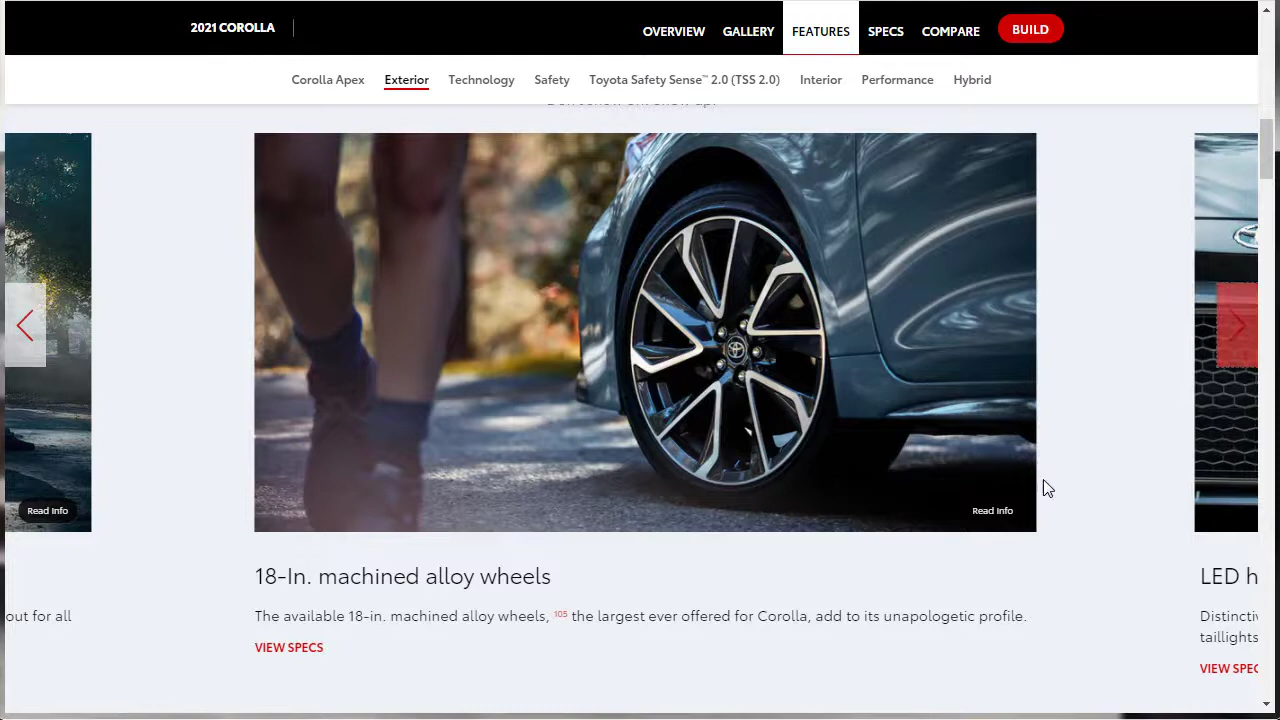 2021 COROLLA
OVERVIEW
GALLERY
FEATURES
SPECS
COMPARE
BUILD
Corolla Apex
Exterior
Technology
Safety
Toyota Safety Sense™ 2.0 (TSS 2.0)
Interior
Performance
Hybrid
Read Info
Read Info
18-In. machined alloy wheels
LED h
out for all
The available 18-in. machined alloy wheels, 105 the largest ever offered for Corolla, add to its unapologetic profile.
Distinctiv
taillights
VIEW SPECS
VIEW SPEC